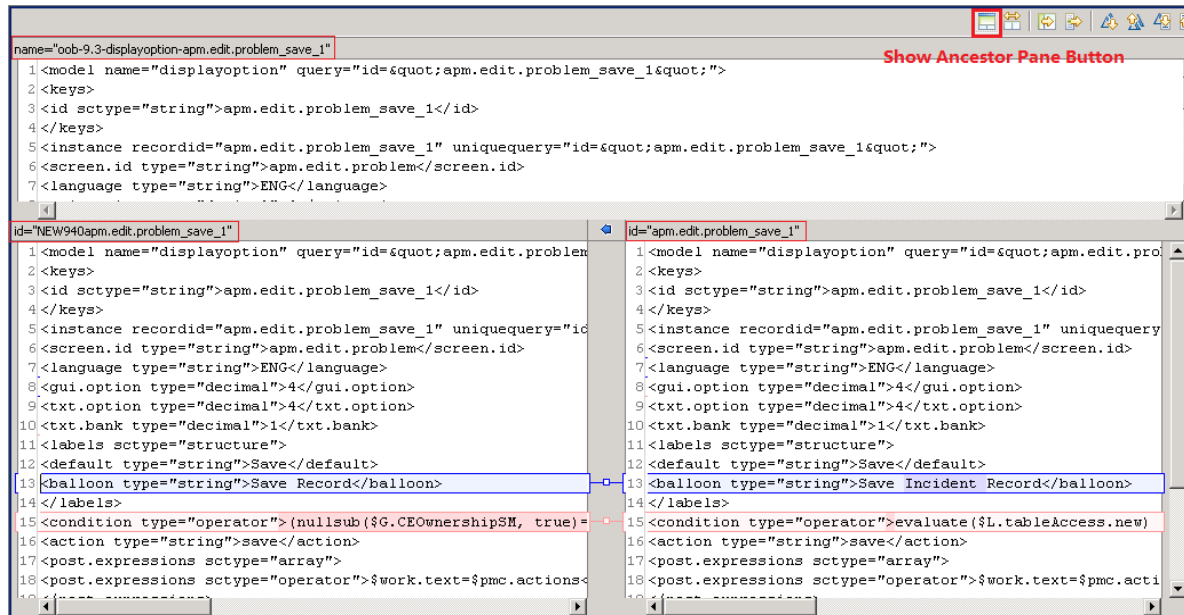 name="oob-9.3-displayoption-apm.edit.problem_save_1"
Show Ancestor Pane Button
1 <model name="displayoption" query="id=&quot;apm.edit.problem_save_1&quot;">
2 <keys>
3 <id sctype="string">apm.edit.problem_save_1</id>
4 </keys>
5 <instance recordid="apm.edit.problem_save_1" uniquequery="id=&quot;apm.edit.problem_save_1&quot;">
6 <screen.id type="string">apm.edit.problem</screen.id>
7 <language type="string">ENG</language>
id="NEW940apm.edit.problem_save_1"
1 <model name="displayoption" query="id=&quot;apm.edit.problem
2 <keys>
3 <id sctype="string">apm.edit.problem_save_1</id>
4 </keys>
5 <instance recordid="apm.edit.problem_save_1" uniquequery="id
6 <screen.id type="string">apm.edit.problem</screen.id>
7 <language type="string">ENG</language>
8 <gui.option type="decimal">4</gui.option>
9 <txt.option type="decimal">4</txt.option>
10 <txt.bank type="decimal">1</txt.bank>
11 <labels sctype="structure">
12 <default type="string">Save</default>
13 <balloon type="string">Save Record</balloon>
14 </labels>
15 <condition type="operator">(nullsub($G.CEOwnershipSM, true)=
16 <action type="string">save</action>
17 <post.expressions sctype="array">
18 <post.expressions sctype="operator">$work.text=$pmc.actions<
id="apm.edit.problem_save_1"
1 <model name="displayoption" query="id=&quot;apm.edit.pro
2 <keys>
3 <id sctype="string">apm.edit.problem_save_1</id>
4 </keys>
5 <instance recordid="apm.edit.problem_save_1" uniquequery
6 <screen.id type="string">apm.edit.problem</screen.id>
7 <language type="string">ENG</language>
8 <gui.option type="decimal">4</gui.option>
9 <txt.option type="decimal">4</txt.option>
10 <txt.bank type="decimal">1</txt.bank>
11 <labels sctype="structure">
12 <default type="string">Save</default>
13 <balloon type="string">Save Incident Record</balloon>
14 </labels>
15 <condition type="operator">evaluate($L.tableAccess.new)
16 <action type="string">save</action>
17 <post.expressions sctype="array">
18 <post.expressions sctype="operator">$work.text=$pmc.acti